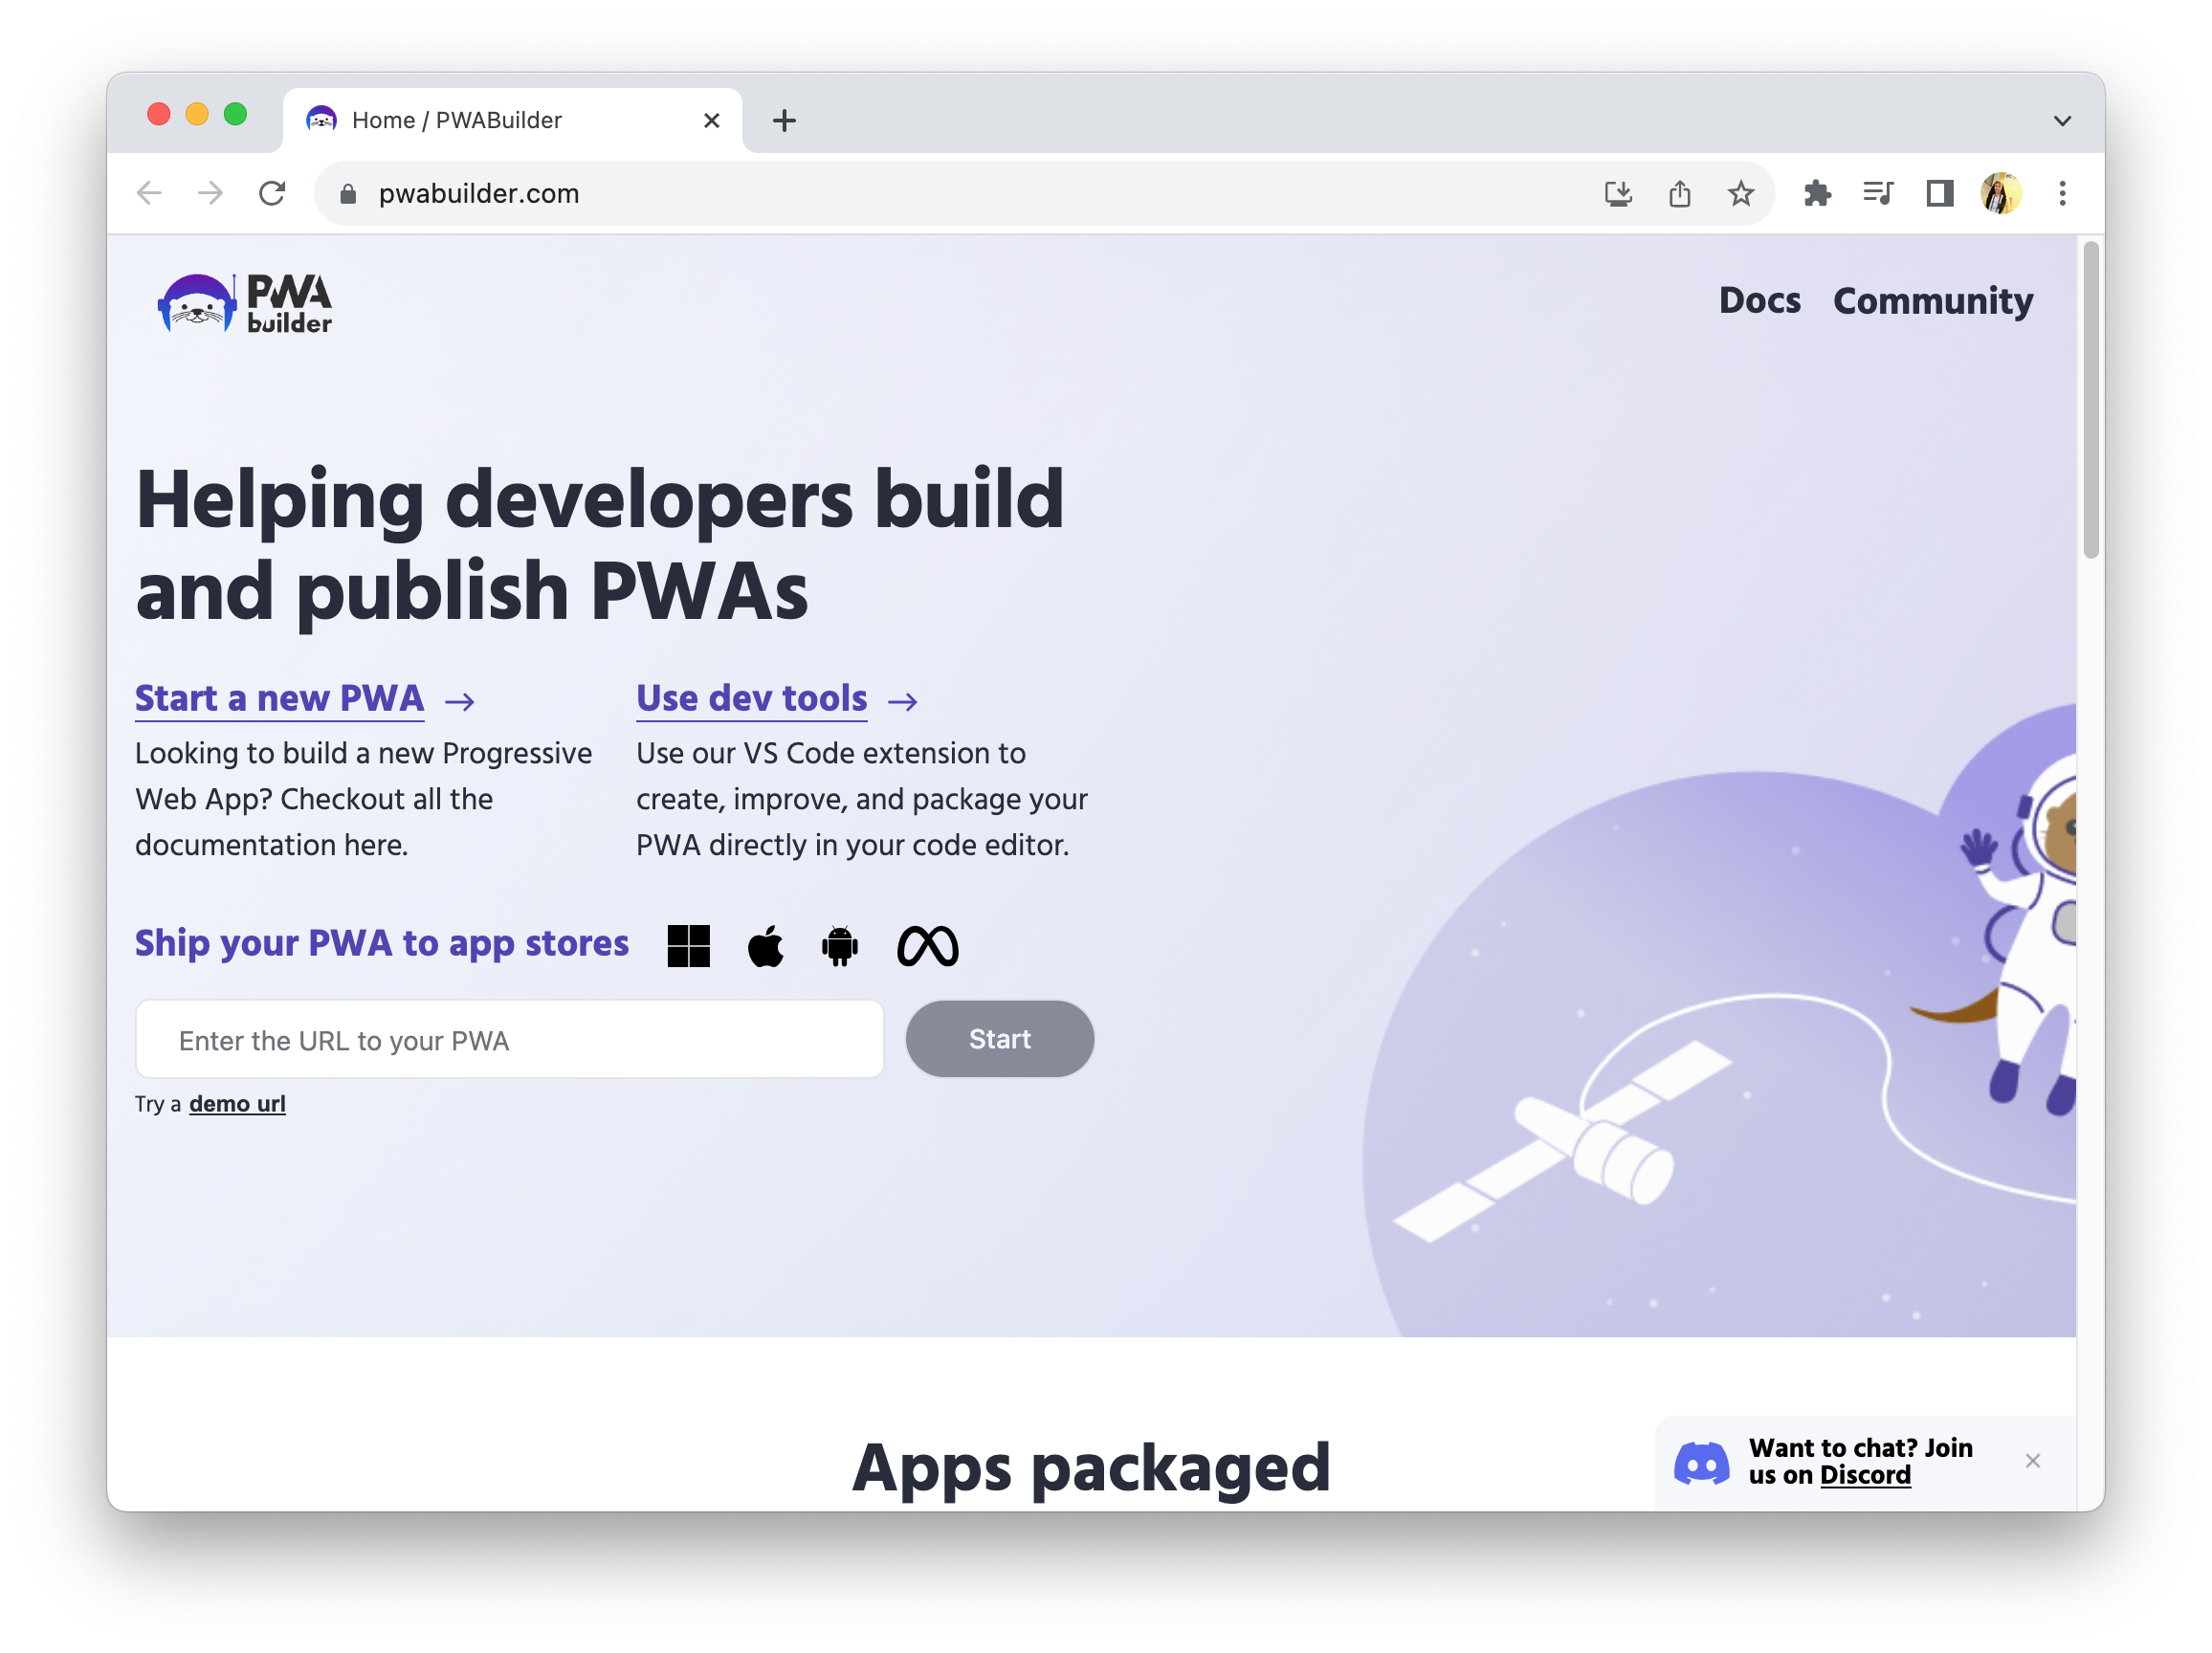 Home / PWABuilder
pwabuilder.com
PWA
builder
Docs Community
Helping developers build
and publish PWAs
Start a new PWA →
Looking to build a new Progressive
Web App? Checkout all the
documentation here.
Use dev tools →
Use our VS Code extension to
create, improve, and package your
PWA directly in your code editor.
Ship your PWA to app stores
Enter the URL to your PWA
Start
Try a demo url
Apps packaged
Want to chat? Join
us on Discord